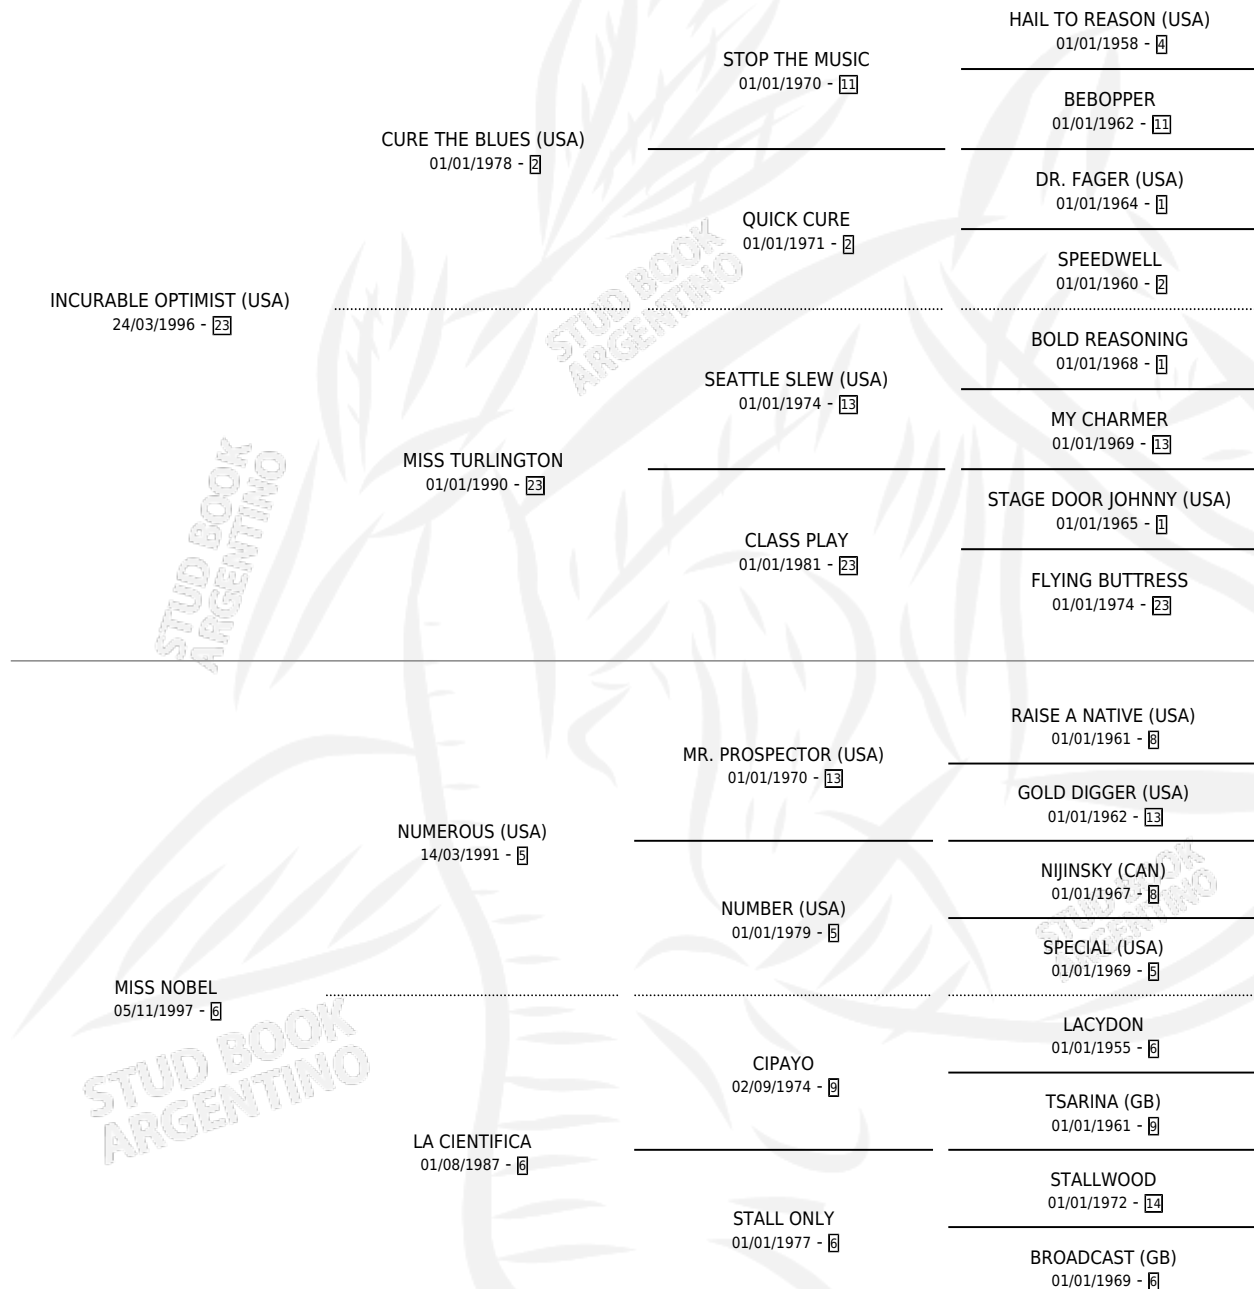 HAIL TO REASON (USA)
01/01/1958 - 4
STOP THE MUSIC
01/01/1970 - 11
BEBOPPER
01/01/1962 - 11
CURE THE BLUES (USA)
01/01/1978 - 2
DR. FAGER (USA)
01/01/1964 - 1
QUICK CURE
01/01/1971 - 2
SPEEDWELL
01/01/1960 - 2
INCURABLE OPTIMIST (USA)
24/03/1996 - 23
BOLD REASONING
01/01/1968 - 1
SEATTLE SLEW (USA)
01/01/1974 - 13
MY CHARMER
01/01/1969 - 13
MISS TURLINGTON
01/01/1990 - 23
STAGE DOOR JOHNNY (USA)
01/01/1965 - 1
CLASS PLAY
01/01/1981 - 23
FLYING BUTTRESS
01/01/1974 - 23
RAISE A NATIVE (USA)
01/01/1961 - 8
MR. PROSPECTOR (USA)
01/01/1970 - 13
GOLD DIGGER (USA)
01/01/1962 - 13
NUMEROUS (USA)
14/03/1991 - 5
NIJINSKY (CAN)
01/01/1967 - 8
NUMBER (USA)
01/01/1979 - 5
SPECIAL (USA)
01/01/1969 - 5
MISS NOBEL
05/11/1997 - 6
LACYDON
01/01/1955 - 6
CIPAYO
02/09/1974 - 9
TSARINA (GB)
01/01/1961 - 9
LA CIENTIFICA
01/08/1987 - 6
STALLWOOD
01/01/1972 - 14
STALL ONLY
01/01/1977 - 6
BROADCAST (GB)
01/01/1969 - 6
STUD BOOK
ARGENTINO
STUD BOOK
ARGENTINO
STUD BOOK
ARGENTINO
STUD BOOK
ARGENTINO